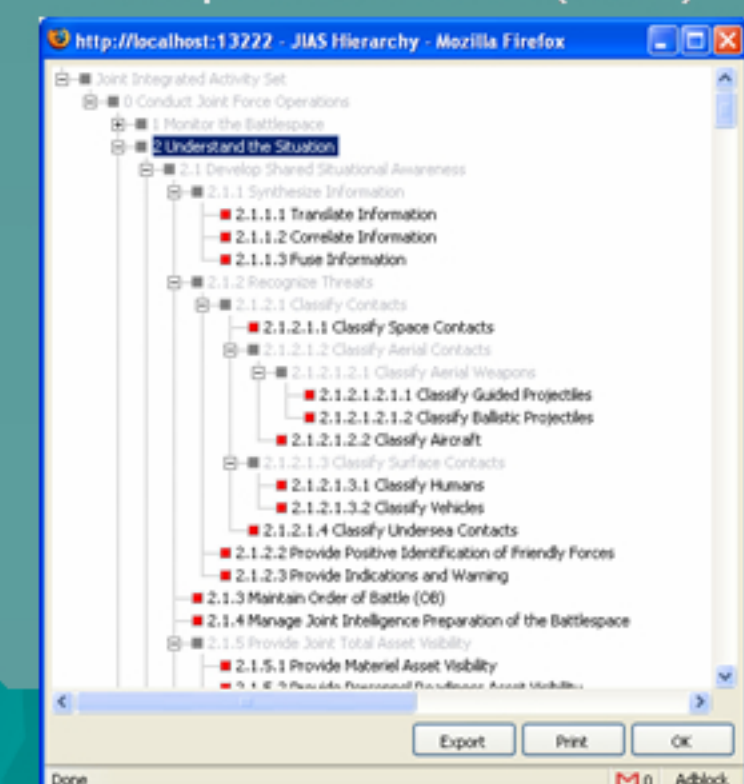 http://localhost:13222 - JIAS Hierarchy - Mozilla Firefox
Joint Integrated Activity Set
0 Conduct Joint Force Operations
1 Monitor the Battlespace
2 Understand the Situation
2.1 Develop Shared Situational Awareness
2.1.1 Synthesize Information
2.1.1.1 Translate Information
2.1.1.2 Correlate Information
2.1.1.3 Fuse Information
2.1.2 Recognize Threats
2.1.2.1 Classify Contacts
2.1.2.1.1 Classify Space Contacts
2.1.2.1.2 Classify Aerial Contacts
2.1.2.1.2.1 Classify Aerial Weapons
2.1.2.1.2.1.1 Classify Guided Projectiles
2.1.2.1.2.1.2 Classify Ballistic Projectiles
2.1.2.1.2.2 Classify Aircraft
2.1.2.1.3 Classify Surface Contacts
2.1.2.1.3.1 Classify Humans
2.1.2.1.3.2 Classify Vehicles
2.1.2.1.4 Classify Undersea Contacts
2.1.2.2 Provide Positive Identification of Friendly Forces
2.1.2.3 Provide Indications and Warning
2.1.3 Maintain Order of Battle (OB)
2.1.4 Manage Joint Intelligence Preparation of the Battlespace
2.1.5 Provide Joint Total Asset Visibility
2.1.5.1 Provide Materiel Asset Visibility
2.1.5.2 Provide Personnel Readiness Asset Visibility
Export Print OK
Done 0 Adblock